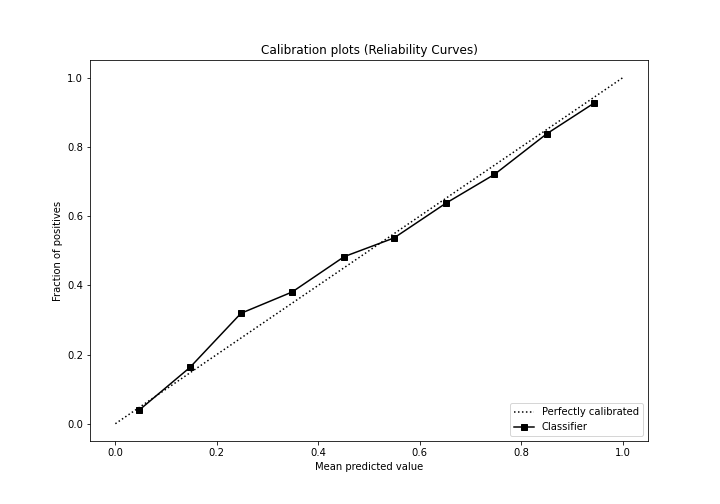 Calibration plots (Reliability Curves)
1.0
0.8
0.6
0.4
0.2
0.0
Fraction of positives
0.0 0.2 0.4 0.6 0.8 1.0
Mean predicted value
Perfectly calibrated
Classifier